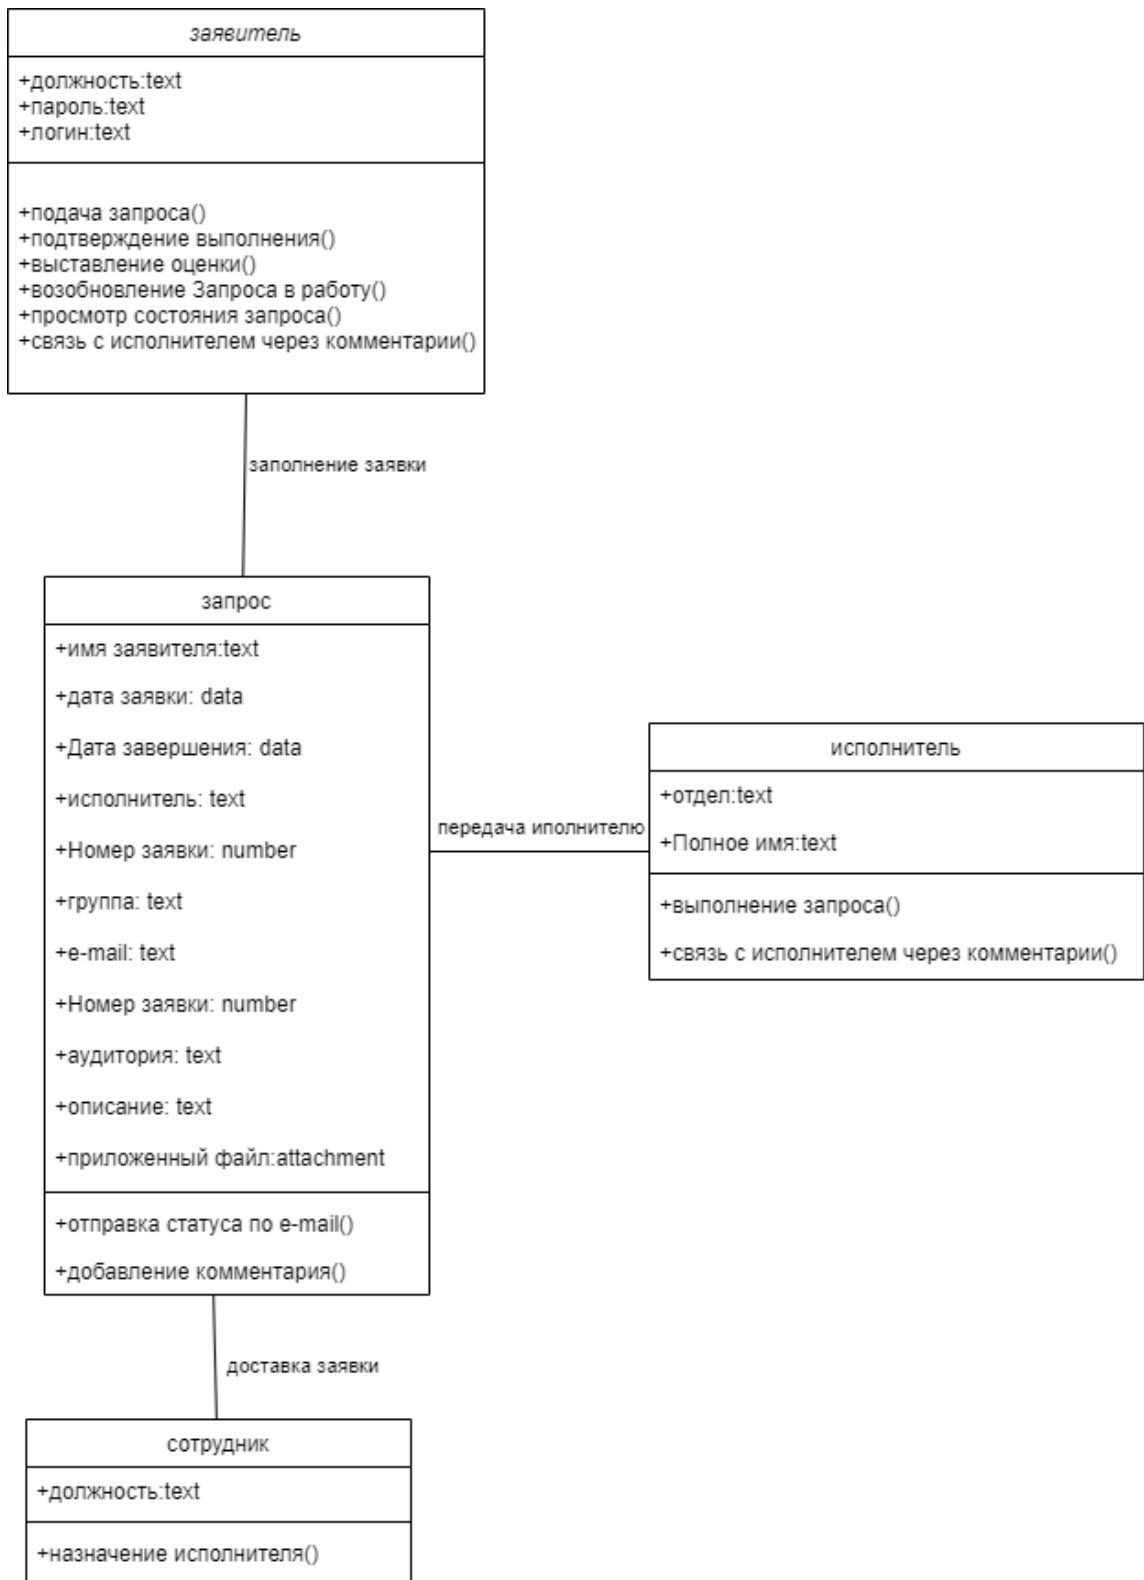 заявитель
+должность:text
+пароль:text
+логин:text
+подача запроса()
+подтверждение выполнения()
+выставление оценки()
+возобновление Запроса в работу()
+просмотр состояния запроса()
+связь с исполнителем через комментарии()
заполнение заявки
запрос
+имя заявителя:text
+дата заявки: data
+Дата завершения: data
+исполнитель: text
+Номер заявки: number
+группа: text
+e-mail: text
+Номер заявки: number
+аудитория: text
+описание: text
+приложенный файл:attachment
+отправка статуса по e-mail()
+добавление комментария()
передача иполнителю
исполнитель
+отдел:text
+Полное имя:text
+выполнение запроса()
+связь с исполнителем через комментарии()
доставка заявки
сотрудник
+должность:text
+назначение исполнителя()